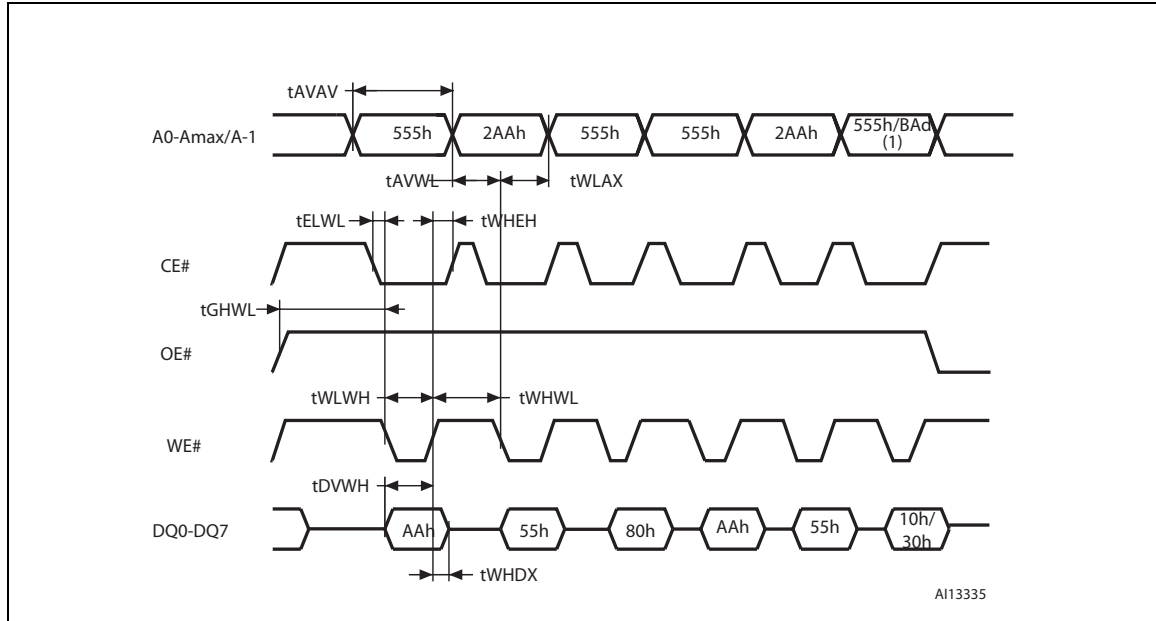 tAVAV
A0-Amax/A-1 555h 2AAh 555h 555h 2AAh 555h/BAd
(1)
tAVWL tWLAX
tELWL tWHEH
CE#
tGHWL
OE#
tWLWH tWHWL
WE#
tDVWH
DQ0-DQ7 AAh 55h 80h AAh 55h 10h/
30h
tWHDX
AI13335